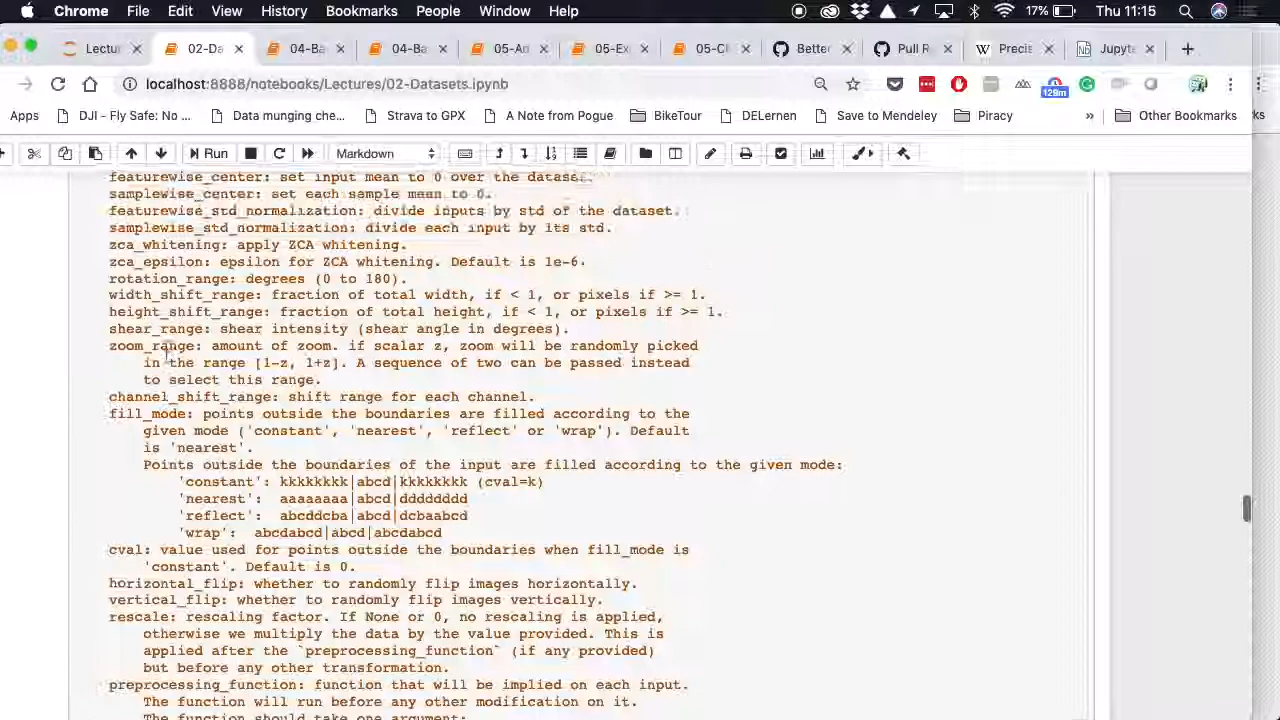 Chrome File Edit View History Bookmarks People Window Help 17% Thu 11:15
Lectu 02-Da 04-Ba 04-Ba 05-An 05-Ex Better Pull R Precis Jupyte
localhost:8888/notebooks/Lectures/02-Datasets.ipynb 129m
Apps DJI - Fly Safe: No ... Data munging che... Strava to GPX A Note from Pogue BikeTour DELernen Save to Mendeley Piracy » Other Bookmarks ks
Run Markdown
featurewise_center: set input mean to 0 over the dataset.
samplewise_center: set each sample mean to 0.
featurewise_std_normalization: divide inputs by std of the dataset.
samplewise_std_normalization: divide each input by its std.
zca_whitening: apply ZCA whitening.
zca_epsilon: epsilon for ZCA whitening. Default is 1e-6.
rotation_range: degrees (0 to 180).
width_shift_range: fraction of total width, if < 1, or pixels if >= 1.
height_shift_range: fraction of total height, if < 1, or pixels if >= 1.
shear_range: shear intensity (shear angle in degrees).
zoom_range: amount of zoom. if scalar z, zoom will be randomly picked
in the range [1-z, 1+z]. A sequence of two can be passed instead
to select this range.
channel_shift_range: shift range for each channel.
fill_mode: points outside the boundaries are filled according to the
given mode ('constant', 'nearest', 'reflect' or 'wrap'). Default
is 'nearest'.
Points outside the boundaries of the input are filled according to the given mode:
'constant': kkkkkkkk|abcd|kkkkkkkk (cval=k)
'nearest': aaaaaaaa|abcd|dddddddd
'reflect': abcddcba|abcd|dcbaabcd
'wrap': abcdabcd|abcd|abcdabcd
cval: value used for points outside the boundaries when fill_mode is
'constant'. Default is 0.
horizontal_flip: whether to randomly flip images horizontally.
vertical_flip: whether to randomly flip images vertically.
rescale: rescaling factor. If None or 0, no rescaling is applied,
otherwise we multiply the data by the value provided. This is
applied after the `preprocessing_function` (if any provided)
but before any other transformation.
preprocessing_function: function that will be implied on each input.
The function will run before any other modification on it.
The function should take one argument: